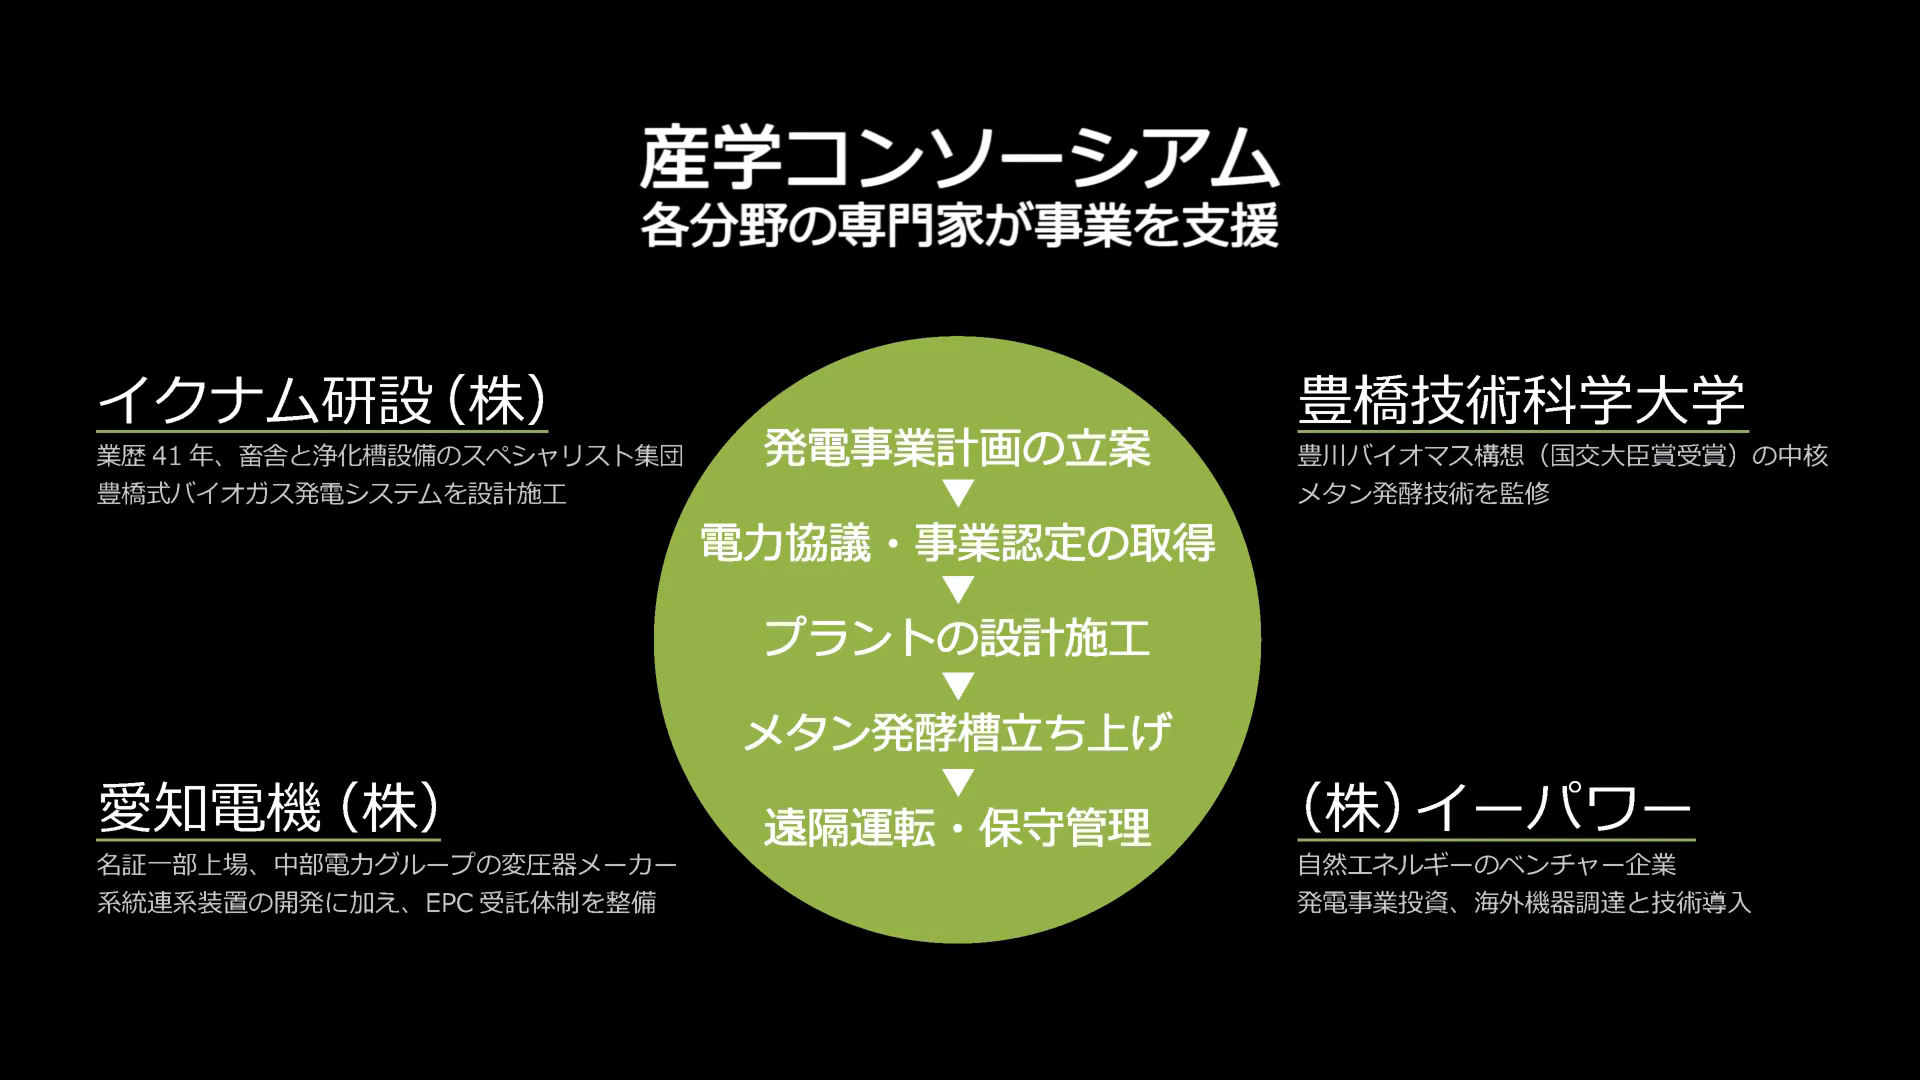 産学コンソーシアム
各分野の専門家が事業を支援
イクナム研設（株）
業歴 41 年、畜舎と浄化槽設備のスペシャリスト集団
豊橋式バイオガス発電システムを設計施工
豊橋技術科学大学
豊川バイオマス構想（国交大臣賞受賞）の中核
メタン発酵技術を監修
発電事業計画の立案
▼
電力協議・事業認定の取得
▼
プラントの設計施工
▼
メタン発酵槽立ち上げ
▼
遠隔運転・保守管理
愛知電機（株）
名証一部上場、中部電力グループの変圧器メーカー
系統連系装置の開発に加え、EPC 受託体制を整備
（株）イーパワー
自然エネルギーのベンチャー企業
発電事業投資、海外機器調達と技術導入